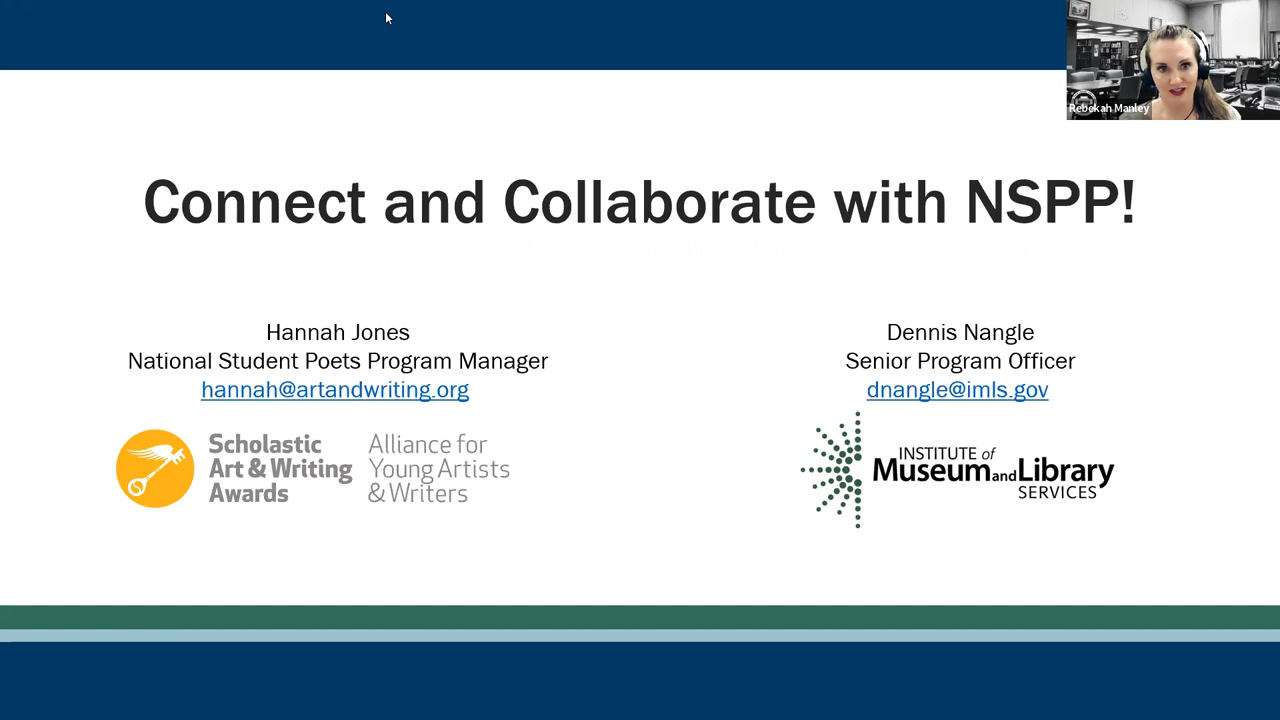 Rebekah Manley
Connect and Collaborate with NSPP!
Hannah Jones
National Student Poets Program Manager
hannah@artandwriting.org
Scholastic
Art & Writing
Awards
Alliance for
Young Artists
& Writers
Dennis Nangle
Senior Program Officer
dnangle@imls.gov
INSTITUTE of
Museum and Library
SERVICES